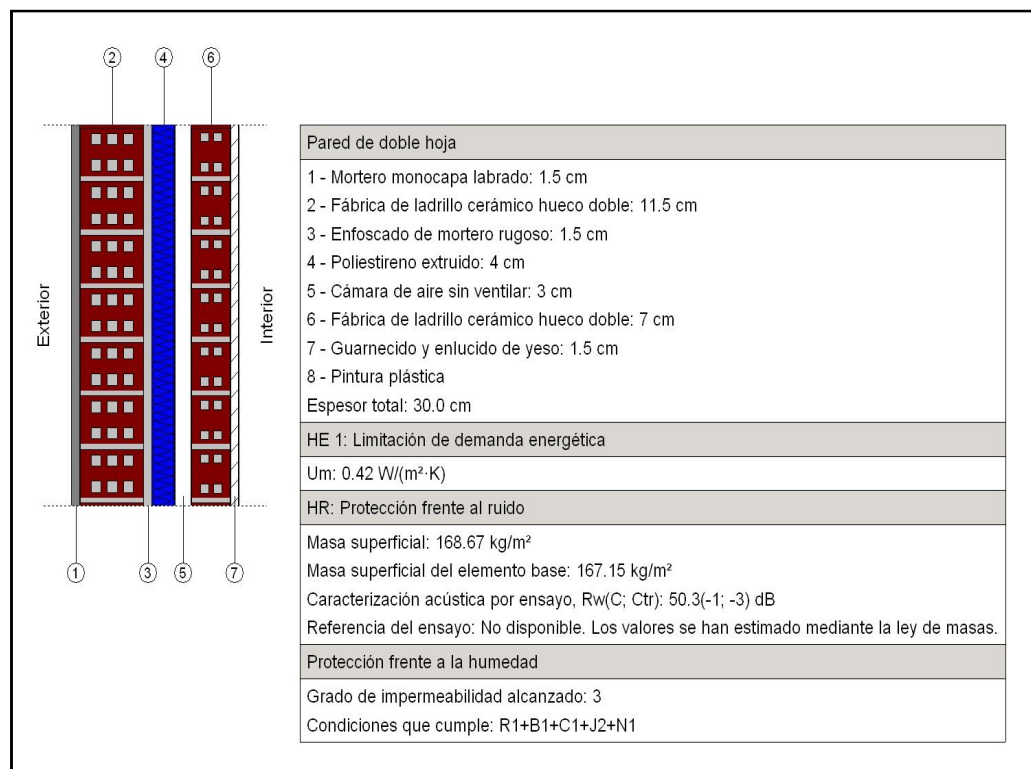 2 4 6
Exterior
Interior
1 3 5 7
Pared de doble hoja
1 - Mortero monocapa labrado: 1.5 cm
2 - Fábrica de ladrillo cerámico hueco doble: 11.5 cm
3 - Enfoscado de mortero rugoso: 1.5 cm
4 - Poliestireno extruido: 4 cm
5 - Cámara de aire sin ventilar: 3 cm
6 - Fábrica de ladrillo cerámico hueco doble: 7 cm
7 - Guarnecido y enlucido de yeso: 1.5 cm
8 - Pintura plástica
Espesor total: 30.0 cm
HE 1: Limitación de demanda energética
Um: 0.42 W/(m²·K)
HR: Protección frente al ruido
Masa superficial: 168.67 kg/m²
Masa superficial del elemento base: 167.15 kg/m²
Caracterización acústica por ensayo, Rw(C; Ctr): 50.3(-1; -3) dB
Referencia del ensayo: No disponible. Los valores se han estimado mediante la ley de masas.
Protección frente a la humedad
Grado de impermeabilidad alcanzado: 3
Condiciones que cumple: R1+B1+C1+J2+N1